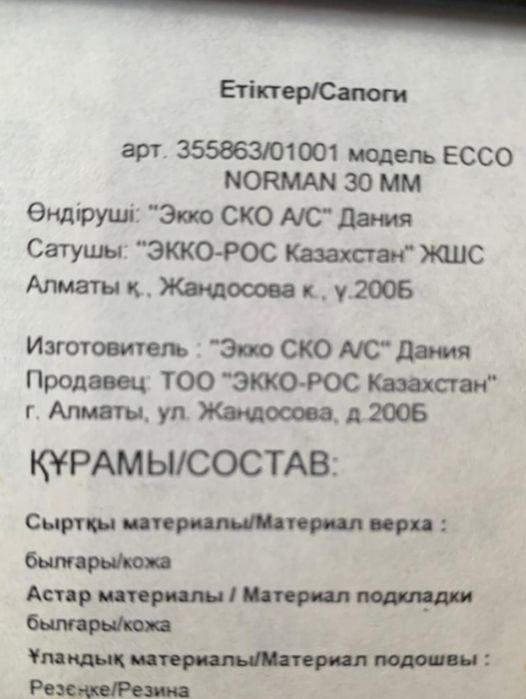 Етіктер/Сапоги
арт. 355863/01001 модель ECCO
NORMAN 30 MM
Өндіруші: "Экко СКО А/С" Дания
Сатушы: "ЭККО-РОС Казахстан" ЖШС
Алматы қ., Жандосова к., ү.200Б
Изготовитель : "Экко СКО А/С" Дания
Продавец: ТОО "ЭККО-РОС Казахстан"
г. Алматы, ул. Жандосова, д.200Б
ҚҰРАМЫ/СОСТАВ:
Сыртқы материалы/Материал верха :
былғары/кожа
Астар материалы / Материал подкладки
былғары/кожа
Ұландық материалы/Материал подошвы :
Резеңке/Резина